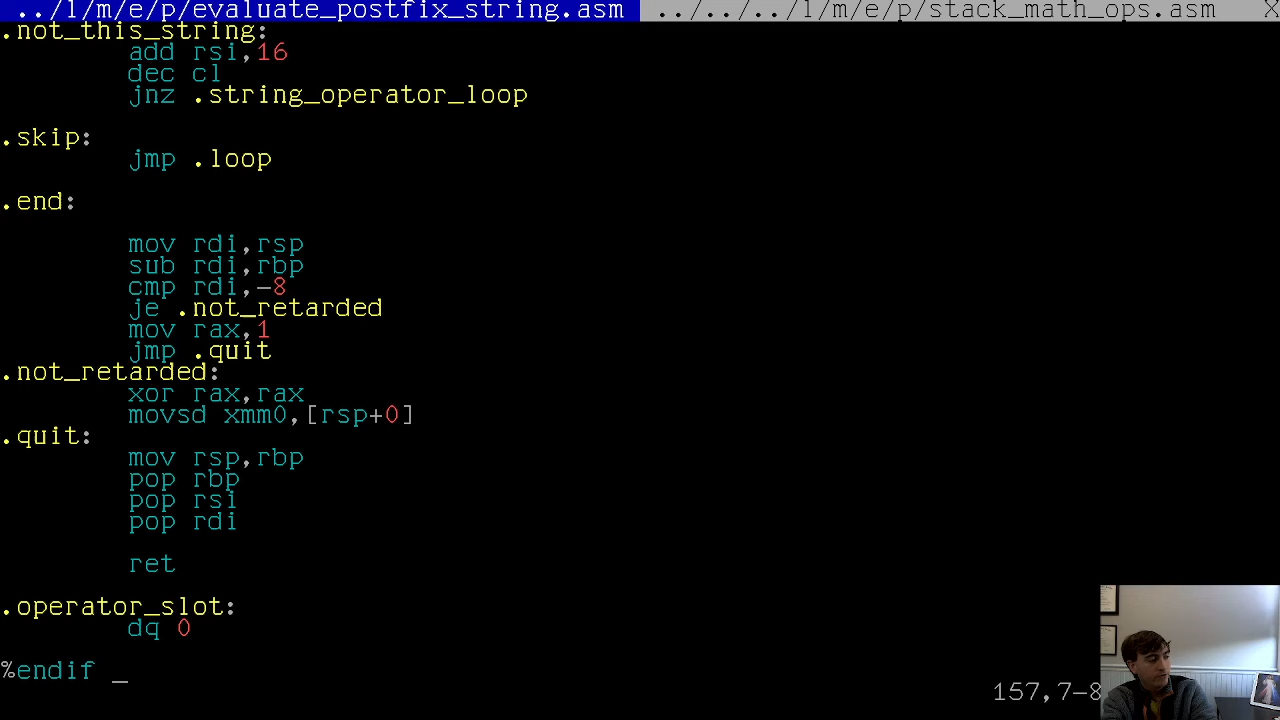 ../l/m/e/p/evaluate_postfix_string.asm ../../../l/m/e/p/stack_math_ops.asm X
.not_this_string:
add rsi,16
dec cl
jnz .string_operator_loop
.skip:
jmp .loop
.end:
mov rdi,rsp
sub rdi,rbp
cmp rdi,-8
je .not_retarded
mov rax,1
jmp .quit
.not_retarded:
xor rax,rax
movsd xmm0,[rsp+0]
.quit:
mov rsp,rbp
pop rbp
pop rsi
pop rdi
ret
.operator_slot:
dq 0
%endif _
157,7-8